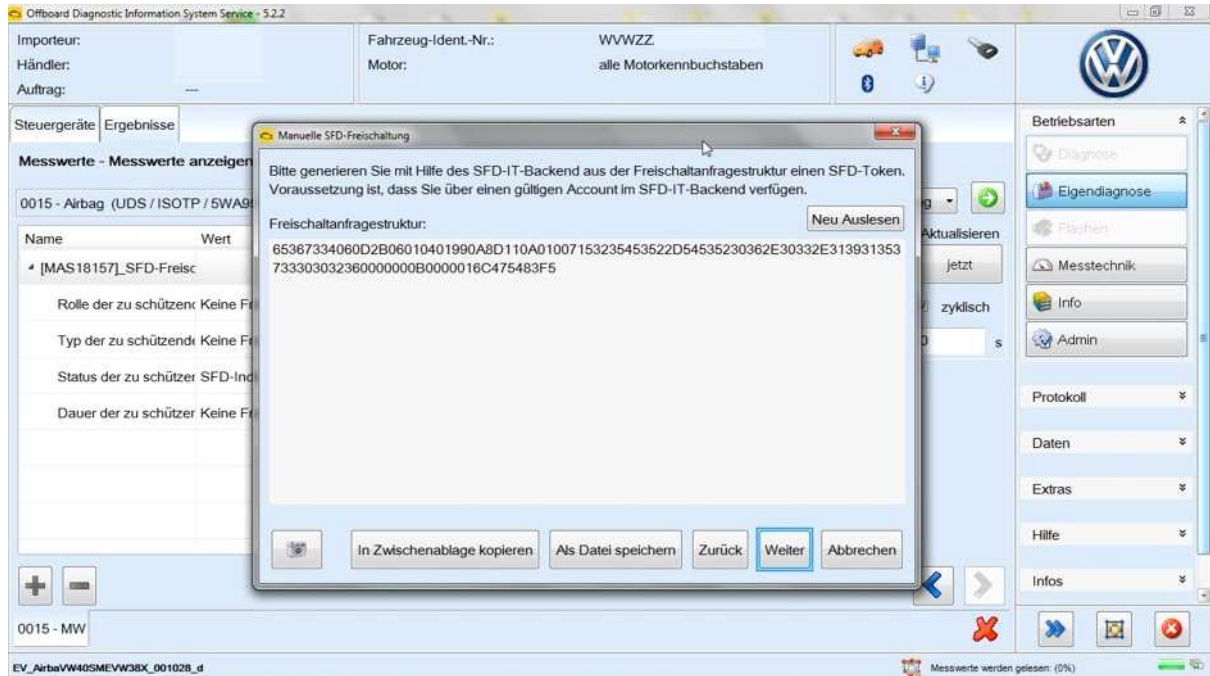 Offboard Diagnostic Information System Service - 5.2.2
Importeur:
Händler:
Auftrag: ---
Fahrzeug-Ident.-Nr.: WVWZZ
Motor: alle Motorkennbuchstaben
Steuergeräte Ergebnisse
Messwerte - Messwerte anzeigen
0015 - Airbag (UDS / ISOTP / 5WA9
Name Wert
[MAS18157]_SFD-Freisc
Rolle der zu schützen Keine Fr
Typ der zu schützende Keine Fr
Status der zu schützer SFD-Ind
Dauer der zu schützer Keine Fr
Manuelle SFD-Freischaltung
Bitte generieren Sie mit Hilfe des SFD-IT-Backend aus der Freischaltanfragestruktur einen SFD-Token.
Voraussetzung ist, dass Sie über einen gültigen Account im SFD-IT-Backend verfügen.
Freischaltanfragestruktur:
Neu Auslesen
65367334060D2B06010401990A8D110A01007153235453522D54535230362E30332E313931353
733303032360000000B0000016C475483F5
In Zwischenablage kopieren
Als Datei speichern
Zurück
Weiter
Abbrechen
Aktualisieren
jetzt
zyklisch
s
Betriebsarten
Diagnose
Eigendiagnose
Flashen
Messtechnik
Info
Admin
Protokoll
Daten
Extras
Hilfe
Infos
0015 - MW
EV_AirbaVW40SMEVW38X_001028_d
Messwerte werden gelesen: (0%)